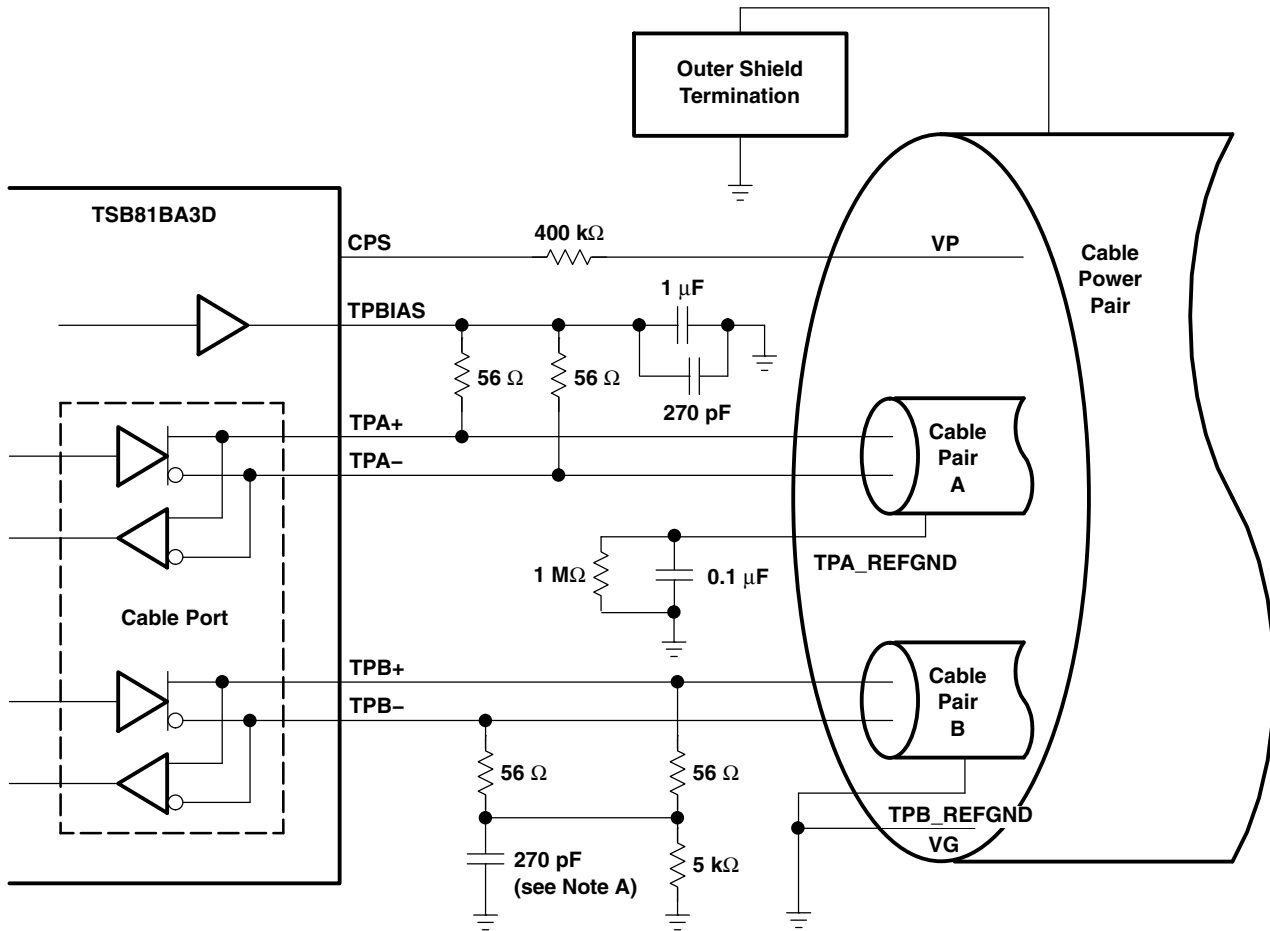 Outer Shield
Termination
TSB81BA3D
CPS
400 kΩ
VP
Cable
Power
Pair
TPBIAS
1 μF
56 Ω
56 Ω
270 pF
TPA+
TPA−
Cable
Pair
A
1 MΩ
0.1 μF
TPA_REFGND
Cable Port
TPB+
TPB−
Cable
Pair
B
56 Ω
56 Ω
TPB_REFGND
VG
270 pF
(see Note A)
5 kΩ